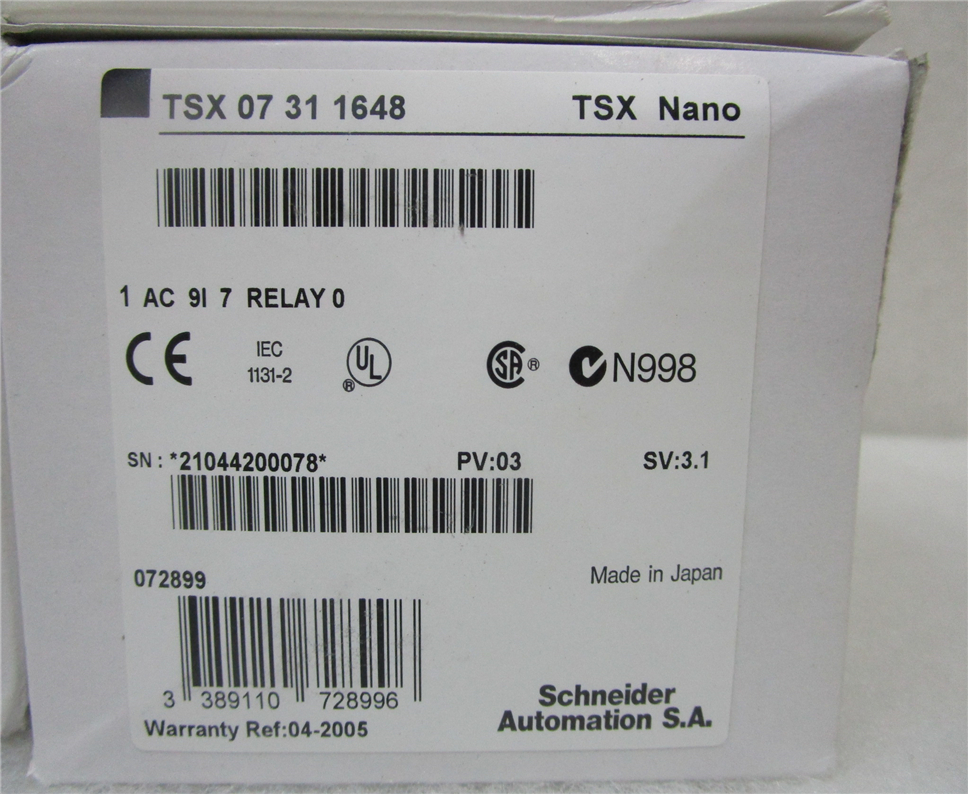 TSX 07 31 1648 TSX Nano
1 AC 9I 7 RELAY 0
CE IEC 1131-2 UL ® SA ® N998
SN : *21044200078* PV:03 SV:3.1
072899 Made in Japan
3 389110 728996
Schneider
Automation S.A.
Warranty Ref:04-2005